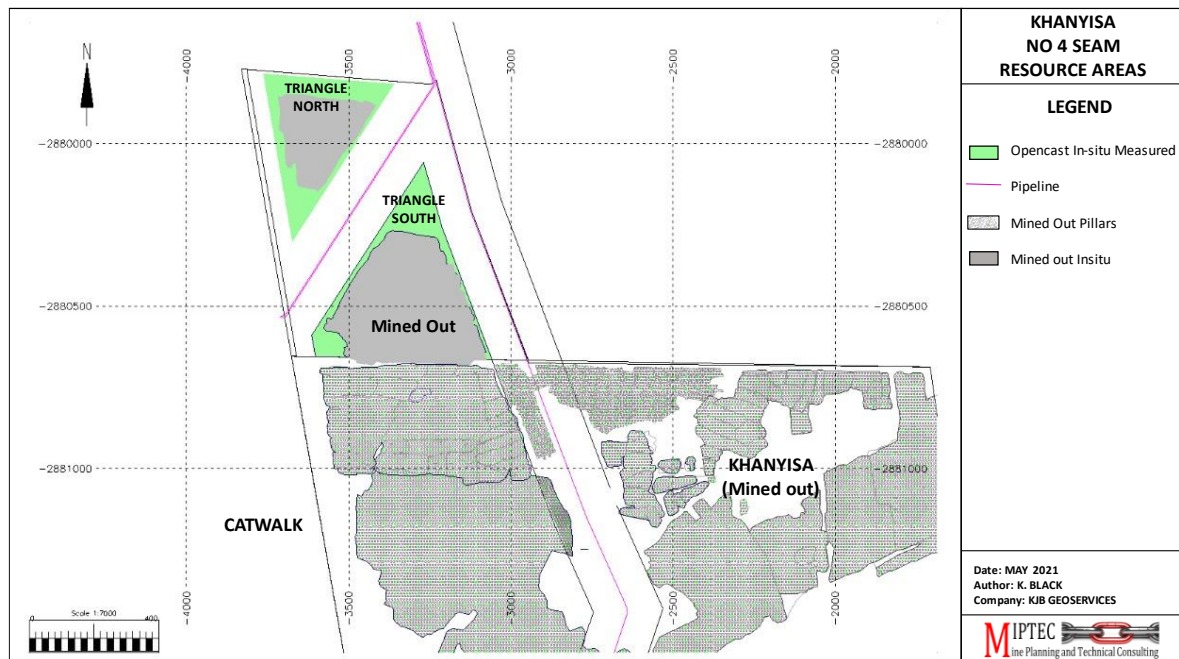 KHANYISA
NO 4 SEAM
RESOURCE AREAS
LEGEND
Opencast In-situ Measured
Pipeline
Mined Out Pillars
Mined out Insitu
N
-4000
-3500
-3000
-2500
-2000
TRIANGLE
NORTH
-2880000
-2880000
TRIANGLE
SOUTH
-2880500
-2880500
Mined Out
-2881000
-2881000
KHANYISA
(Mined out)
CATWALK
-4000
-3500
-3000
-2500
-2000
Scale 1:7000
0
400
Date: MAY 2021
Author: K. BLACK
Company: KJB GEOSERVICES
MIPTEC
ine Planning and Technical Consulting